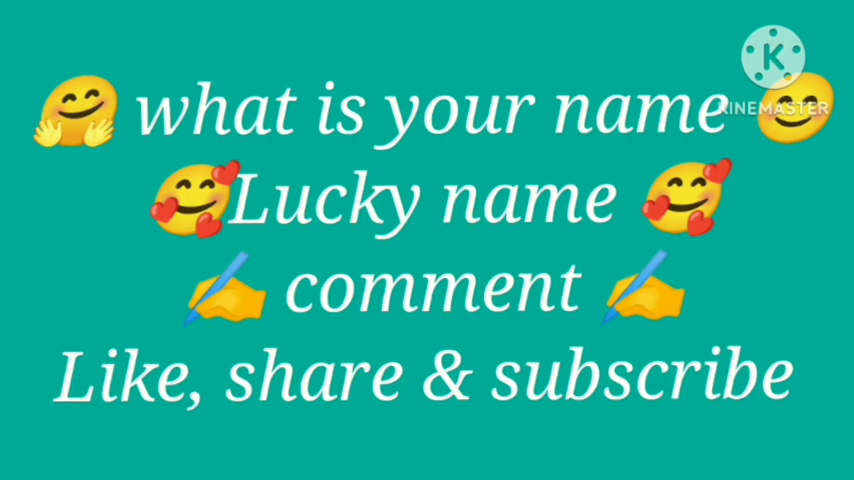 K
KINEMASTER
🤗 what is your name 😊
🥰Lucky name 🥰
✍ comment ✍
Like, share & subscribe